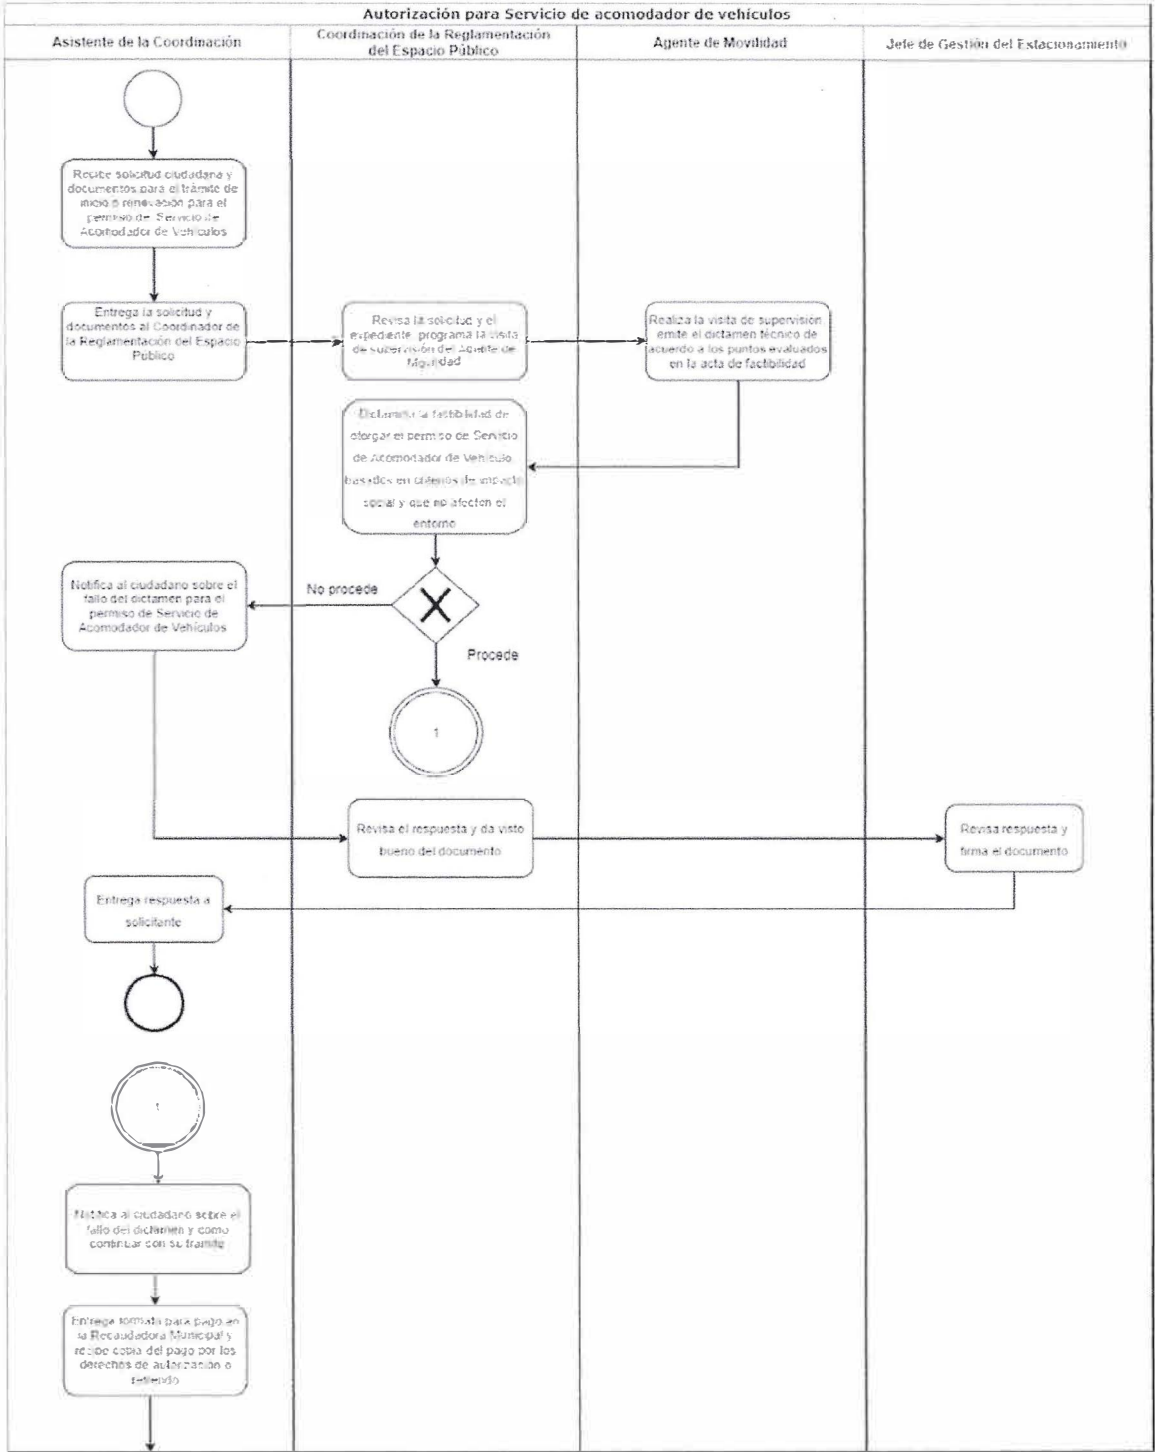 Autorización para Servicio de acomodador de vehículos
Asistente de la Coordinación
Coordinación de la Reglamentación
del Espacio Público
Agente de Movilidad
Jefe de Gestión del Estacionamiento
Recibe solicitud ciudadana y
documentos para el trámite de
inicio o renovación para el
permiso de Servicio de
Acomodador de Vehículos
Entrega la solicitud y
documentos al Coordinador de
la Reglamentación del Espacio
Público
Revisa la solicitud y el
expediente, programa la visita
de supervisión del Agente de
Movilidad
Realiza la visita de supervisión,
emite el dictamen técnico de
acuerdo a los puntos evaluados
en la acta de factibilidad
Dictamina la factibilidad de
otorgar el permiso de Servicio
de Acomodador de Vehículo,
basados en criterios de impacto
social y que no afecten el
entorno
Notifica al ciudadano sobre el
fallo del dictamen para el
permiso de Servicio de
Acomodador de Vehículos
No procede
Procede
1
Revisa el respuesta y da visto
bueno del documento
Revisa respuesta y
firma el documento
Entrega respuesta a
solicitante
1
Notifica al ciudadano sobre el
fallo del dictamen y como
continuar con su tramite
Entrega formato para pago en
la Recaudadora Municipal y
recibe copia del pago por los
derechos de autorización o
refrendo